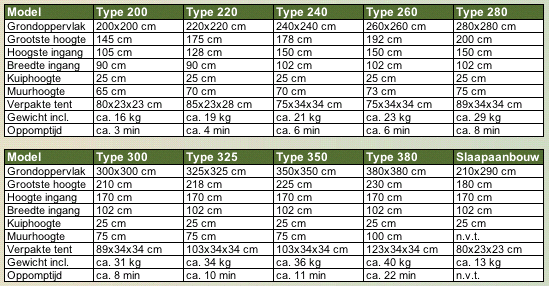 Model Type 200 Type 220 Type 240 Type 260 Type 280
Grondoppervlak 200x200 cm 220x220 cm 240x240 cm 260x260 cm 280x280 cm
Grootste hoogte 145 cm 175 cm 178 cm 192 cm 200 cm
Hoogste ingang 105 cm 128 cm 150 cm 150 cm 150 cm
Breedte ingang 90 cm 90 cm 102 cm 102 cm 102 cm
Kuiphoogte 25 cm 25 cm 25 cm 25 cm 25 cm
Muurhoogte 65 cm 70 cm 70 cm 73 cm 75 cm
Verpakte tent 80x23x23 cm 85x23x28 cm 75x34x34 cm 75x34x34 cm 89x34x34 cm
Gewicht incl. ca. 16 kg ca. 19 kg ca. 21 kg ca. 23 kg ca. 29 kg
Oppomptijd ca. 3 min ca. 4 min ca. 6 min ca. 6 min ca. 8 min
Model Type 300 Type 325 Type 350 Type 380 Slaapaanbouw
Grondoppervlak 300x300 cm 325x325 cm 350x350 cm 380x380 cm 210x290 cm
Grootste hoogte 210 cm 218 cm 225 cm 230 cm 180 cm
Hoogte ingang 170 cm 170 cm 170 cm 170 cm 170 cm
Breedte ingang 102 cm 102 cm 102 cm 102 cm 102 cm
Kuiphoogte 25 cm 25 cm 25 cm 25 cm 25 cm
Muurhoogte 75 cm 75 cm 75 cm 100 cm n.v.t.
Verpakte tent 89x34x34 cm 103x34x34 cm 103x34x34 cm 123x34x34 cm 80x23x23 cm
Gewicht incl. ca. 31 kg ca. 34 kg ca. 36 kg ca. 40 kg ca. 13 kg
Oppomptijd ca. 8 min ca. 10 min ca. 11 min ca. 22 min n.v.t.